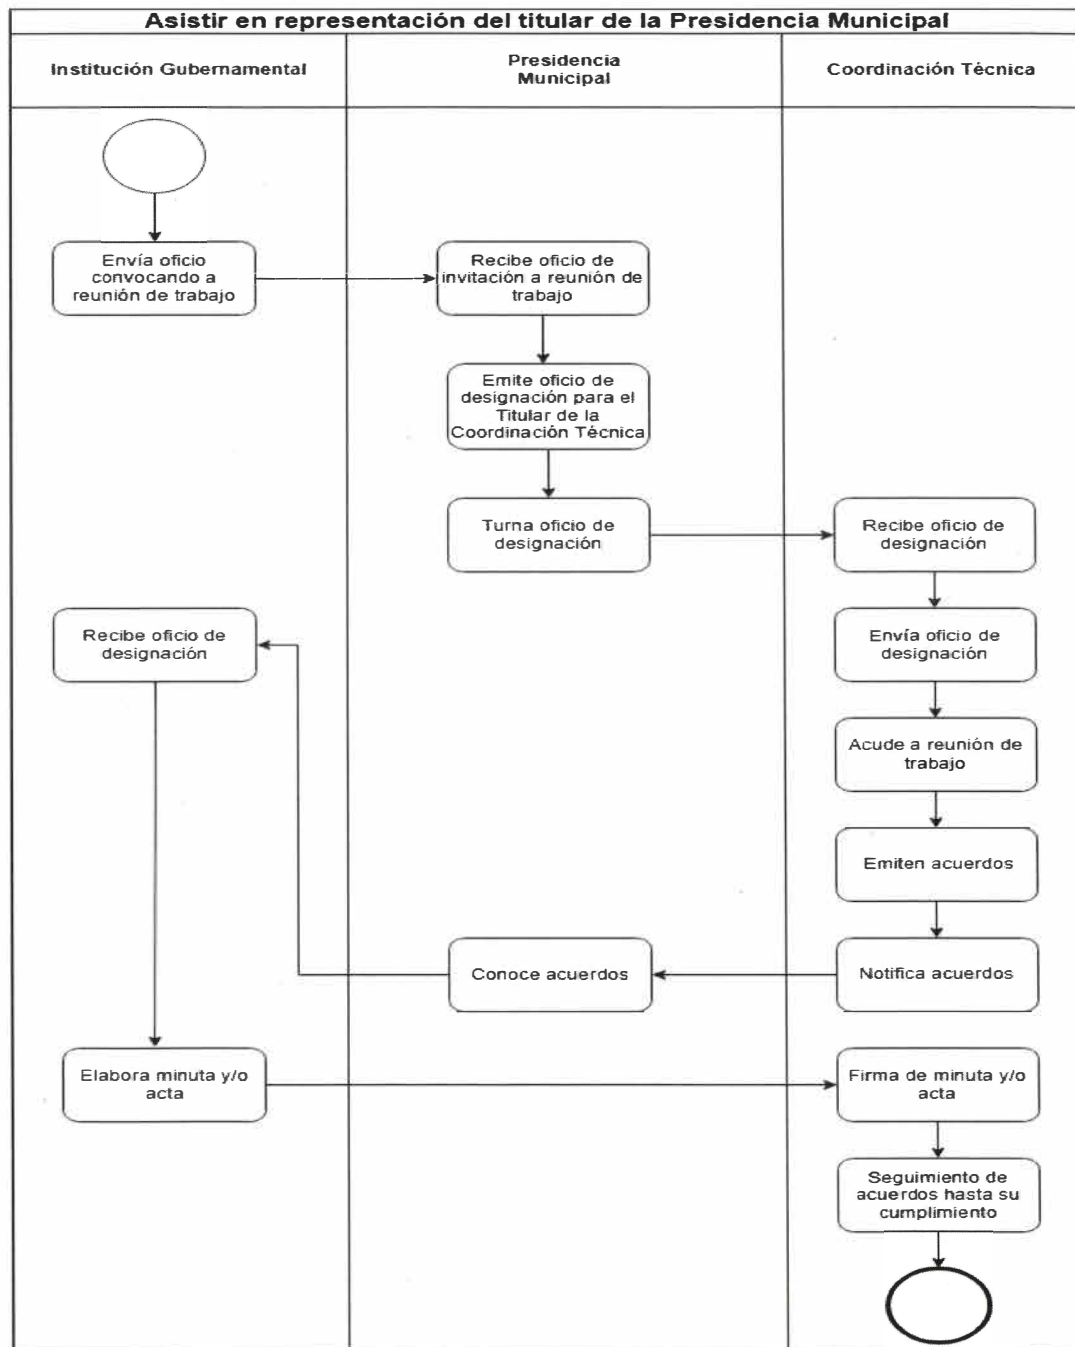 Asistir en representación del titular de la Presidencia Municipal
Institución Gubernamental
Presidencia
Municipal
Coordinación Técnica
Envía oficio
convocando a
reunión de trabajo
Recibe oficio de
invitación a reunión de
trabajo
Emite oficio de
designación para el
Titular de la
Coordinación Técnica
Turna oficio de
designación
Recibe oficio de
designación
Recibe oficio de
designación
Envía oficio de
designación
Acude a reunión de
trabajo
Emiten acuerdos
Conoce acuerdos
Notifica acuerdos
Elabora minuta y/o
acta
Firma de minuta y/o
acta
Seguimiento de
acuerdos hasta su
cumplimiento